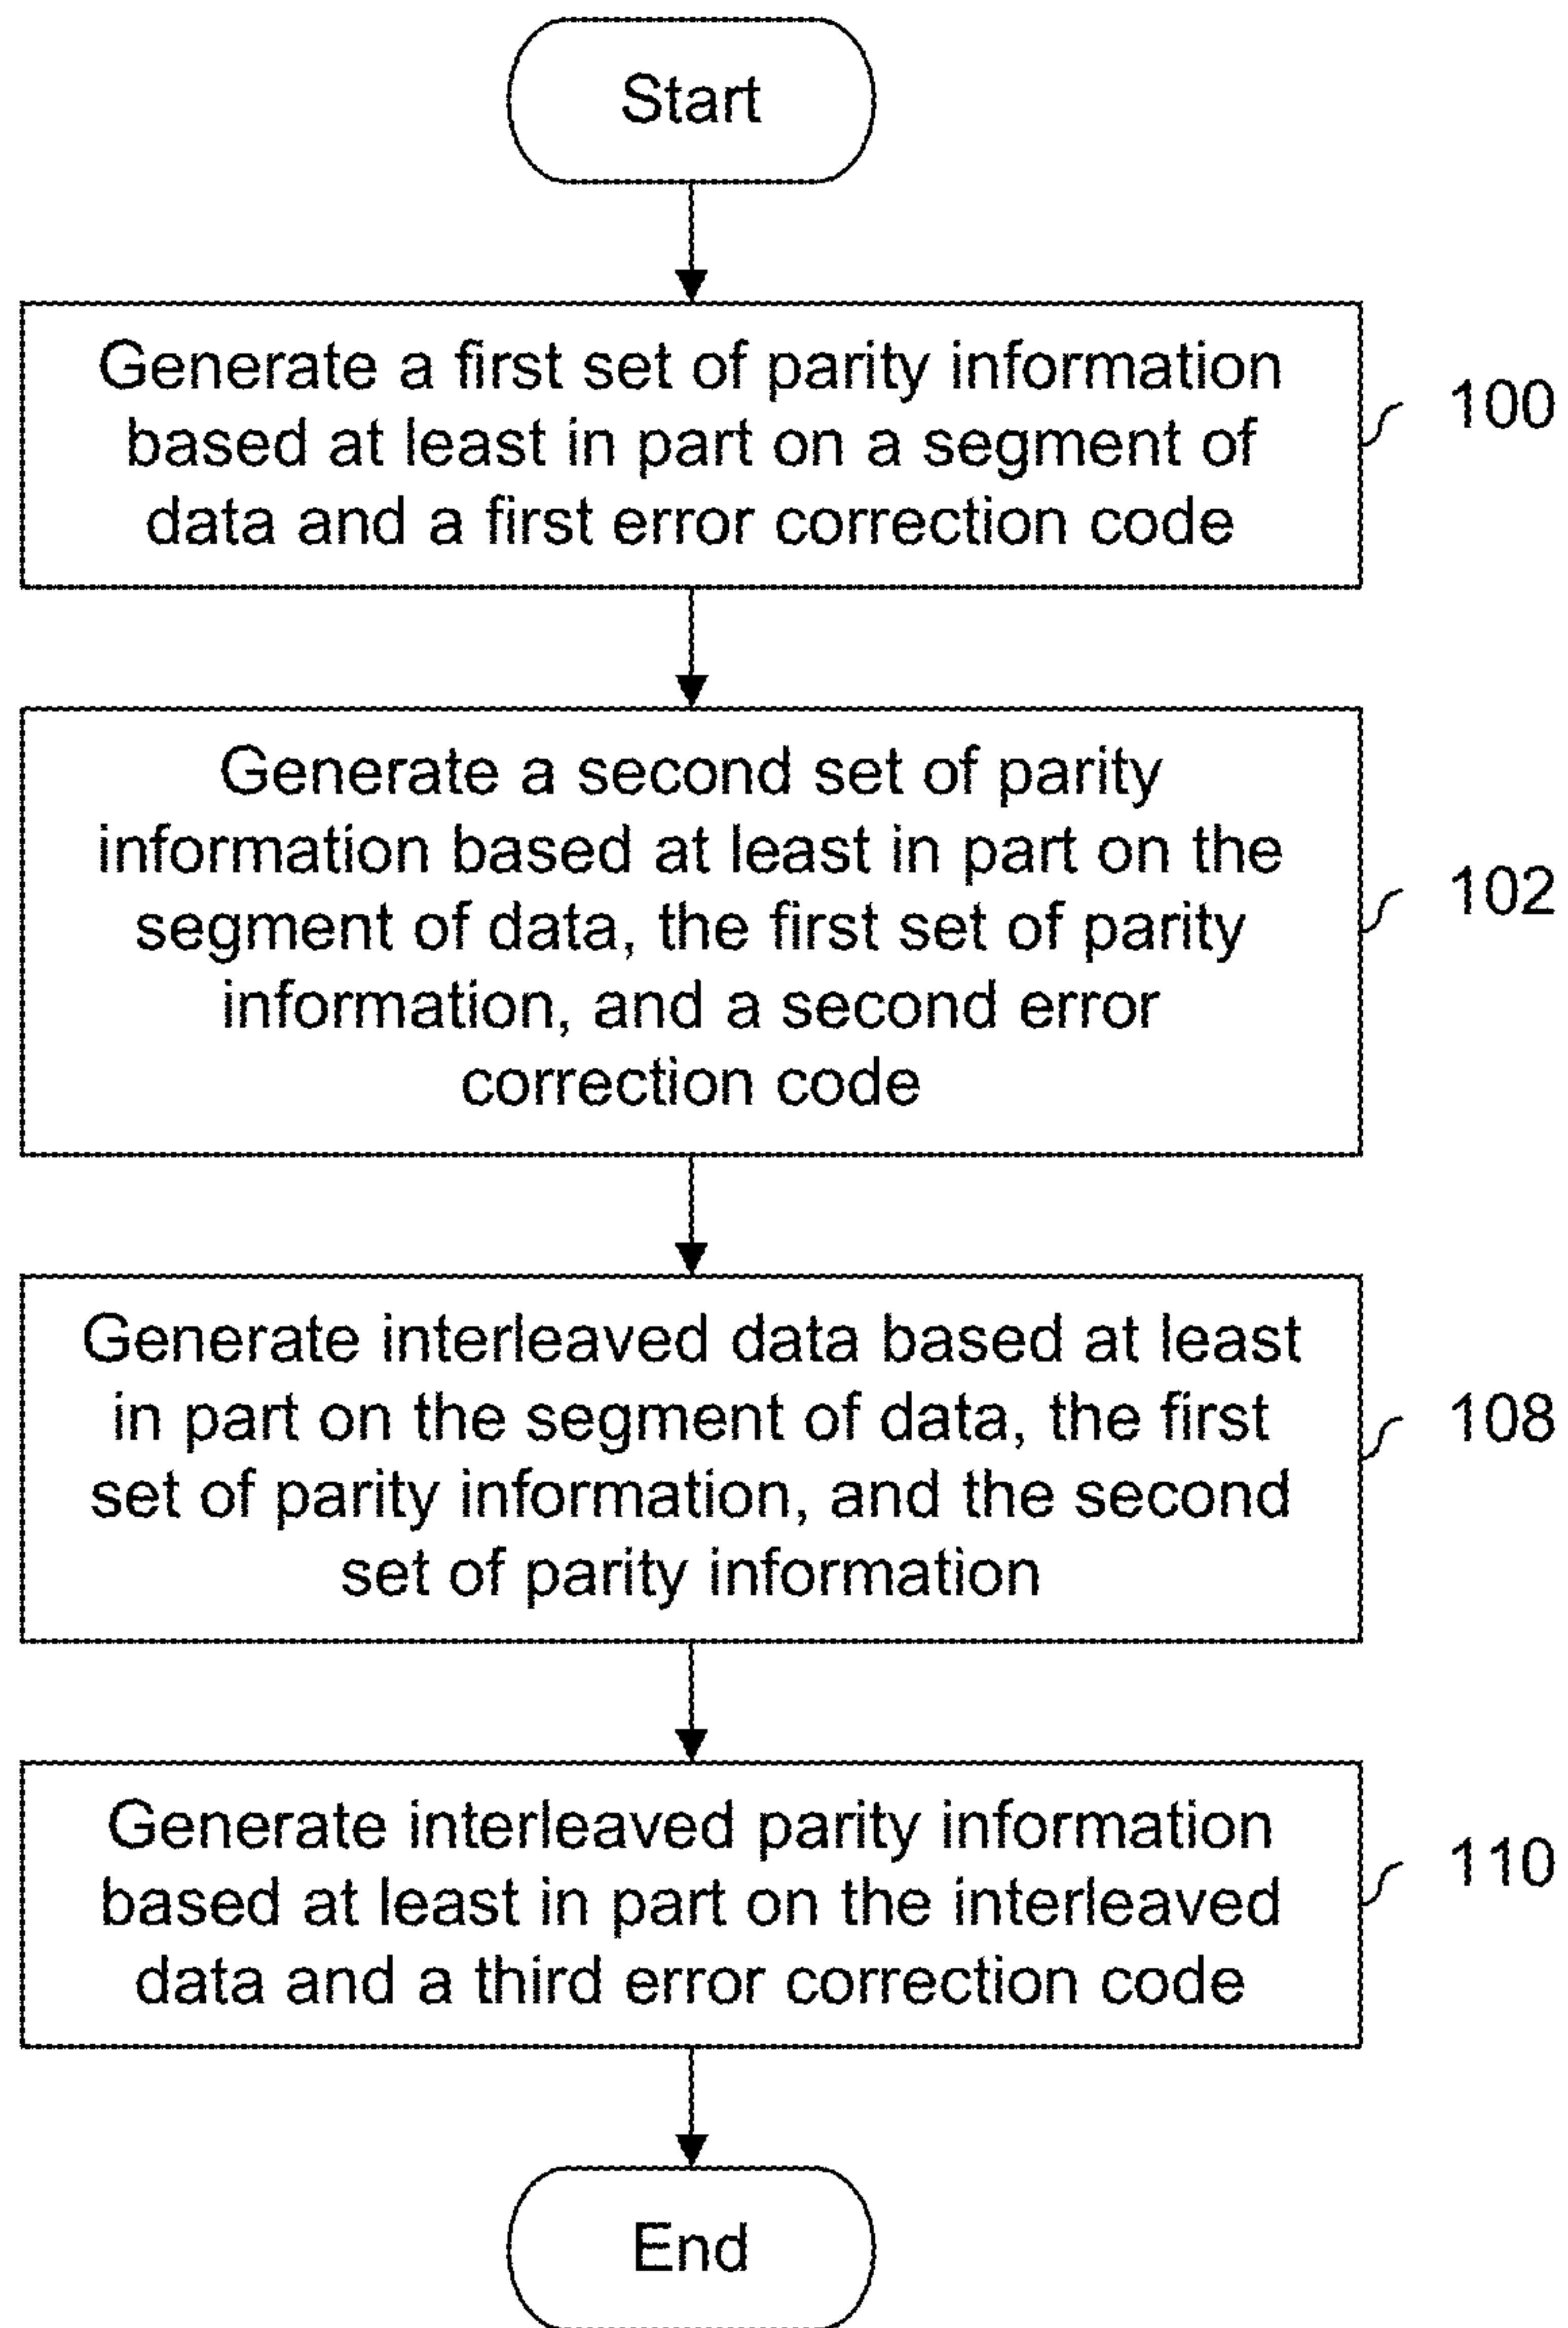 Start
Generate a first set of parity information
based at least in part on a segment of
data and a first error correction code
100
Generate a second set of parity
information based at least in part on the
segment of data, the first set of parity
information, and a second error
correction code
102
Generate interleaved data based at least
in part on the segment of data, the first
set of parity information, and the second
set of parity information
108
Generate interleaved parity information
based at least in part on the interleaved
data and a third error correction code
110
End